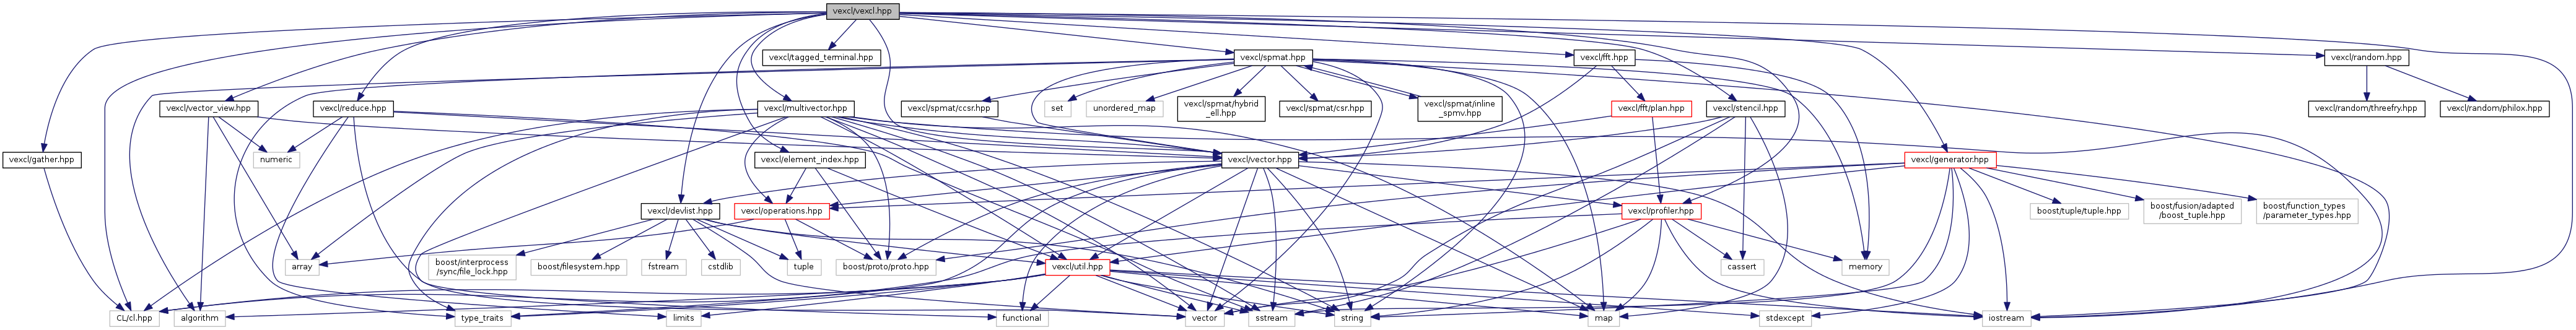 vexcl/vexcl.hpp
vexcl/tagged_terminal.hpp
vexcl/spmat.hpp
vexcl/fft.hpp
vexcl/random.hpp
vexcl/vector_view.hpp
vexcl/reduce.hpp
vexcl/multivector.hpp
vexcl/spmat/ccsr.hpp
set
unordered_map
vexcl/spmat/hybrid
_ell.hpp
vexcl/spmat/csr.hpp
vexcl/spmat/inline
_spmv.hpp
vexcl/fft/plan.hpp
vexcl/stencil.hpp
vexcl/random/threefry.hpp
vexcl/random/philox.hpp
vexcl/gather.hpp
numeric
vexcl/element_index.hpp
vexcl/vector.hpp
vexcl/generator.hpp
vexcl/devlist.hpp
vexcl/operations.hpp
vexcl/profiler.hpp
boost/tuple/tuple.hpp
boost/fusion/adapted
/boost_tuple.hpp
boost/function_types
/parameter_types.hpp
array
boost/interprocess
/sync/file_lock.hpp
boost/filesystem.hpp
fstream
cstdlib
tuple
boost/proto/proto.hpp
vexcl/util.hpp
cassert
memory
CL/cl.hpp
algorithm
type_traits
limits
functional
vector
sstream
string
map
stdexcept
iostream